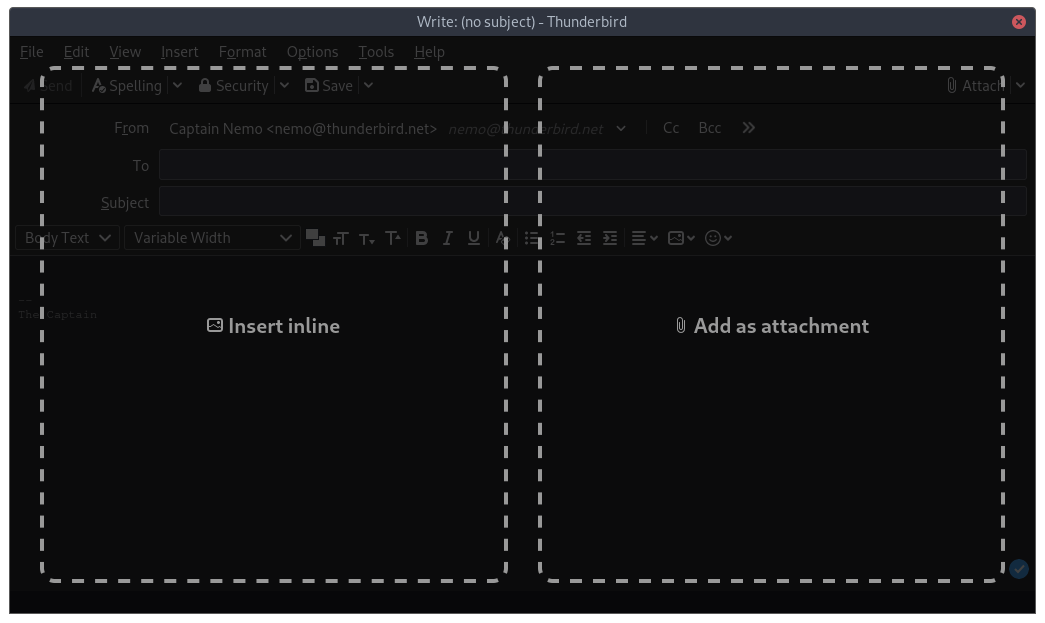 Write: (no subject) - Thunderbird
File Edit View Insert Format Options Tools Help
Send Spelling Security Save Attach
From Captain Nemo <nemo@thunderbird.net> nemo@thunderbird.net Cc Bcc
To
Subject
Body Text Variable Width
--
The Captain
Insert inline Add as attachment